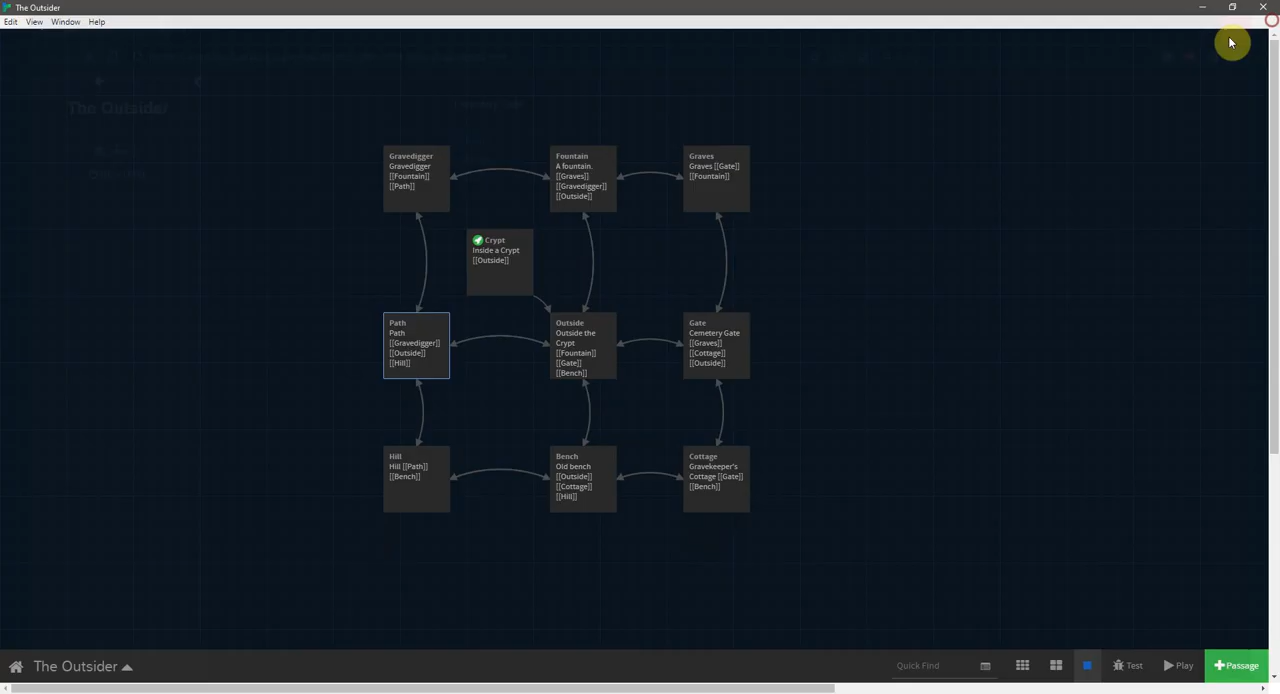 The Outsider
Edit View Window Help
The Outsider
Gravedigger
Gravedigger
[[Fountain]]
[[Path]]
Fountain
A fountain.
[[Graves]]
[[Gravedigger]]
[[Outside]]
Graves
Graves [[Gate]]
[[Fountain]]
Crypt
Inside a Crypt
[[Outside]]
Path
Path
[[Gravedigger]]
[[Outside]]
[[Hill]]
Outside
Outside the
Crypt
[[Fountain]]
[[Gate]]
[[Bench]]
Gate
Cemetery Gate
[[Graves]]
[[Cottage]]
[[Outside]]
Hill
Hill [[Path]]
[[Bench]]
Bench
Old bench
[[Outside]]
[[Cottage]]
[[Hill]]
Cottage
Gravekeeper's
Cottage [[Gate]]
[[Bench]]
The Outsider
Quick Find
Test
Play
+Passage